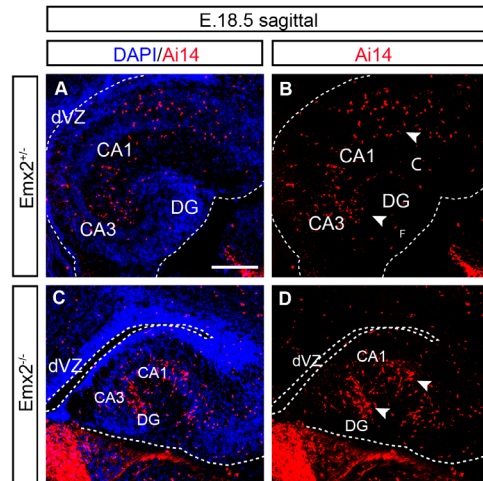 E.18.5 sagittal
DAPI/Ai14
Ai14
Emx2+/-
A
dVZ
CA1
CA3
DG
B
CA1
C
DG
CA3
F
Emx2-/-
C
dVZ
CA1
CA3
DG
D
dVZ
CA1
DG